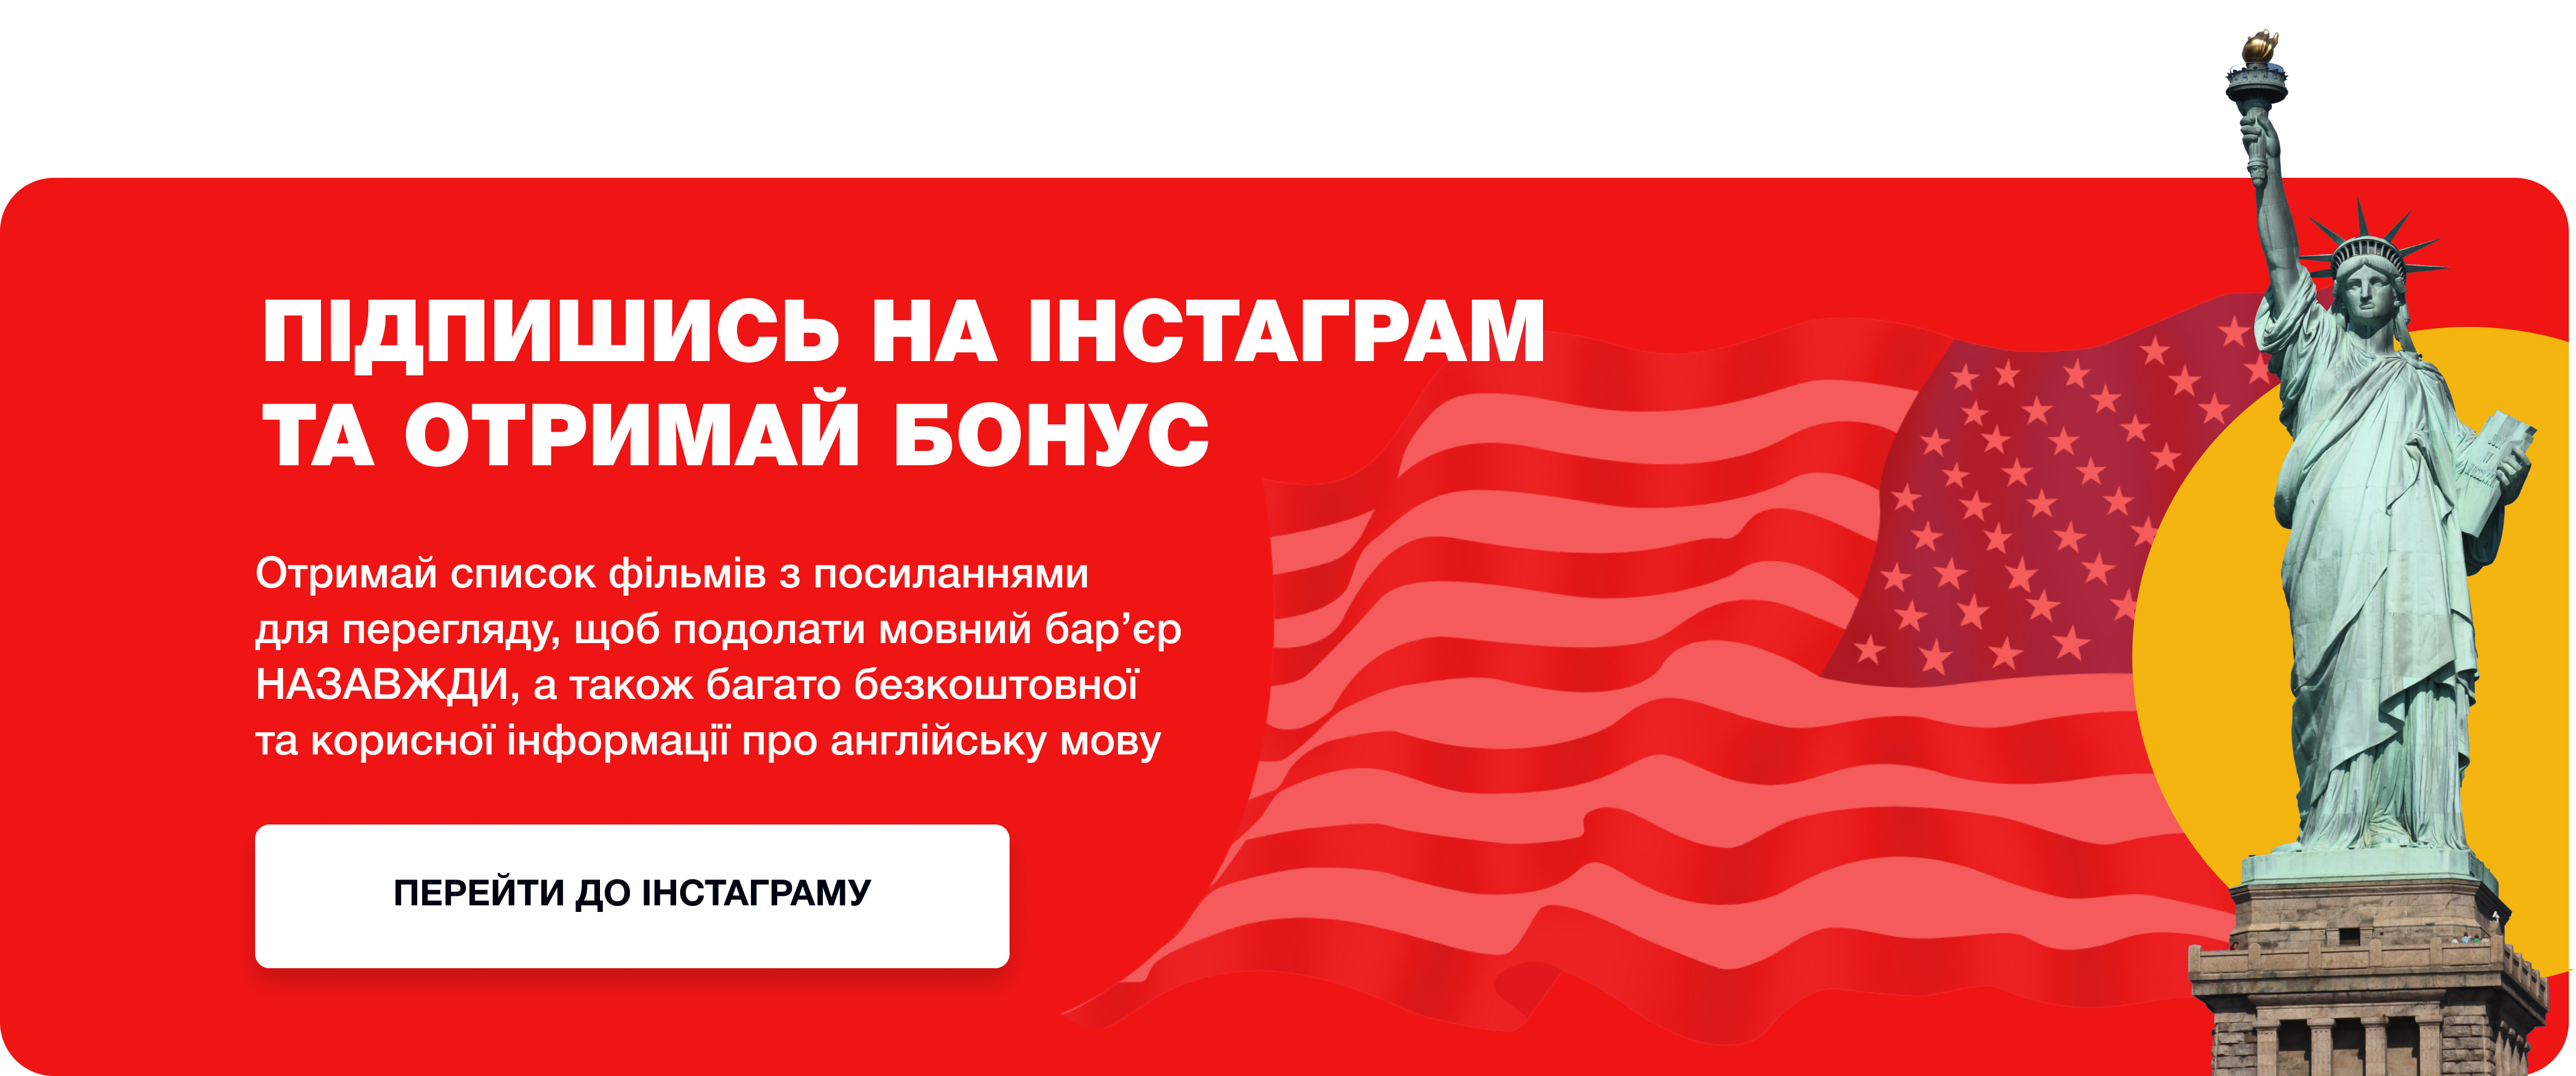 ПІДПИШИСЬ НА ІНСТАГРАМ
ТА ОТРИМАЙ БОНУС
Отримай список фільмів з посиланнями
для перегляду, щоб подолати мовний бар’єр
НАЗАВЖДИ, а також багато безкоштовної
та корисної інформації про англійську мову
ПЕРЕЙТИ ДО ІНСТАГРАМУ